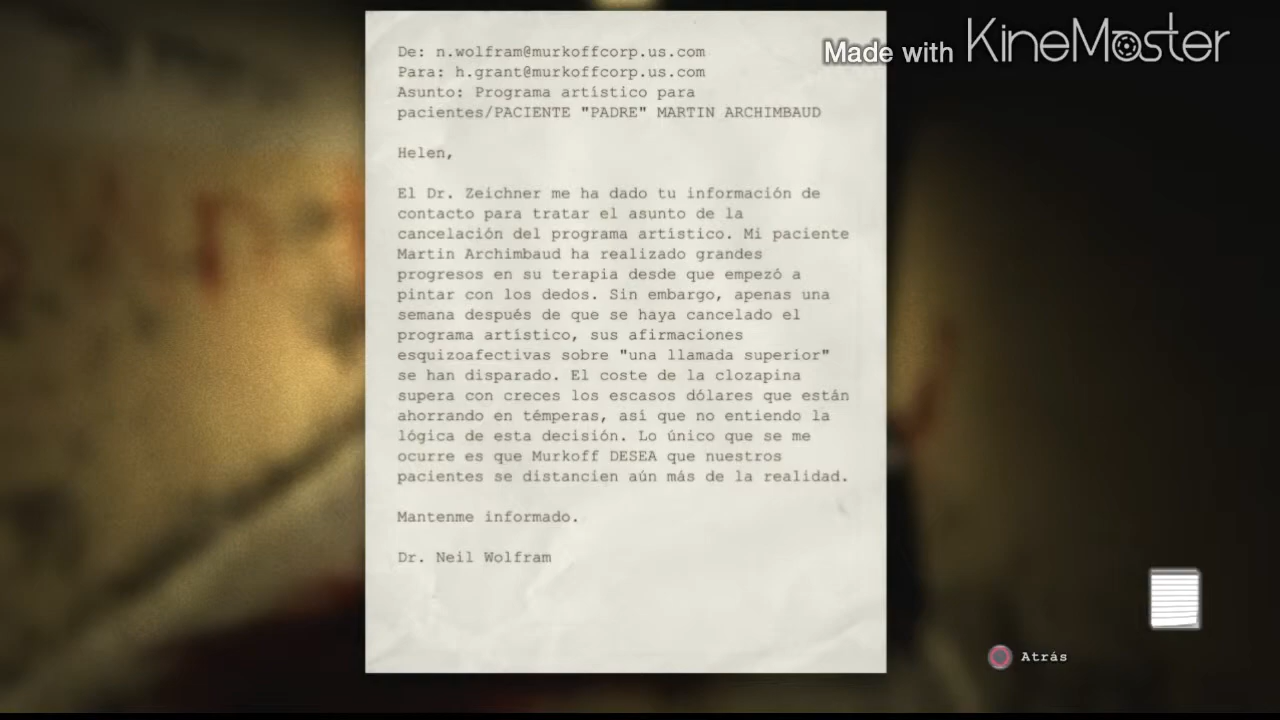 De: n.wolfram@murkoffcorp.us.com
Para: h.grant@murkoffcorp.us.com
Asunto: Programa artístico para
pacientes/PACIENTE "PADRE" MARTIN ARCHIMBAUD
Helen,
El Dr. Zeichner me ha dado tu información de
contacto para tratar el asunto de la
cancelación del programa artístico. Mi paciente
Martin Archimbaud ha realizado grandes
progresos en su terapia desde que empezó a
pintar con los dedos. Sin embargo, apenas una
semana después de que se haya cancelado el
programa artístico, sus afirmaciones
esquizoafectivas sobre "una llamada superior"
se han disparado. El coste de la clozapina
supera con creces los escasos dólares que están
ahorrando en témperas, así que no entiendo la
lógica de esta decisión. Lo único que se me
ocurre es que Murkoff DESEA que nuestros
pacientes se distancien aún más de la realidad.
Mantenme informado.
Dr. Neil Wolfram
Made with KineMaster
Atrás